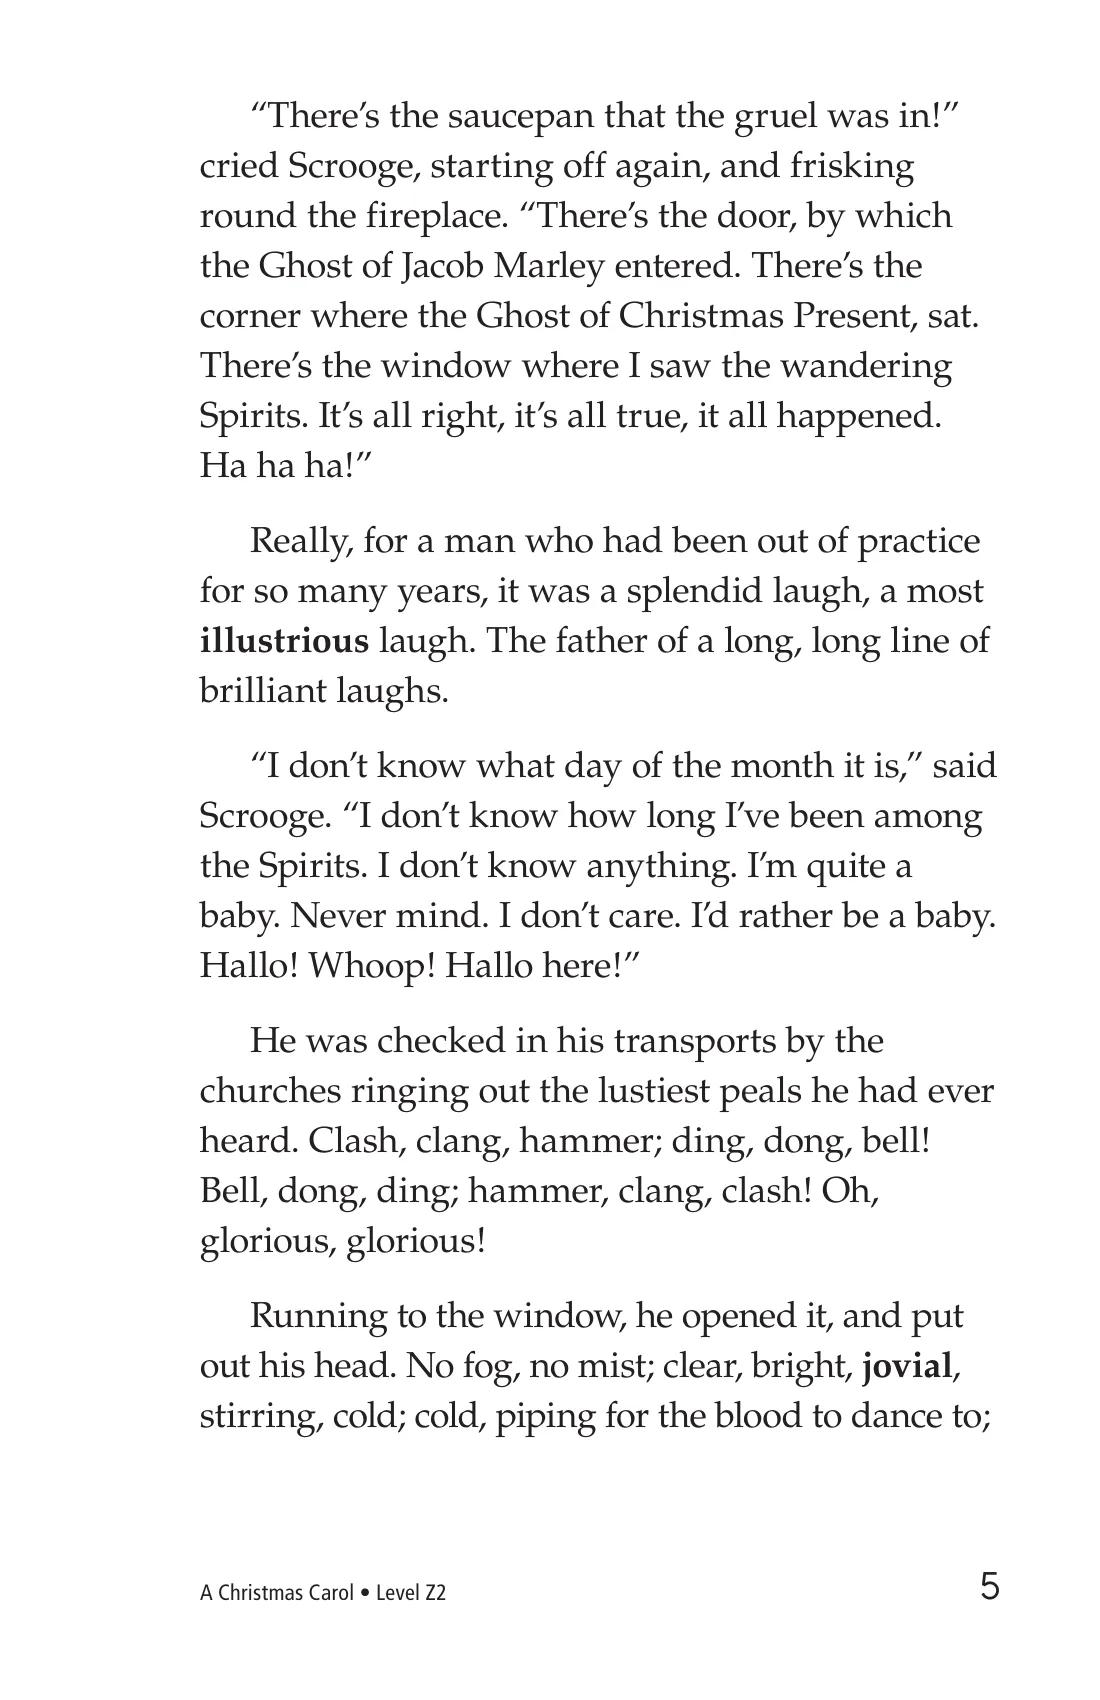 “There’s the saucepan that the gruel was in!”
cried Scrooge, starting off again, and frisking
round the fireplace. “There’s the door, by which
the Ghost of Jacob Marley entered. There’s the
corner where the Ghost of Christmas Present, sat.
There’s the window where I saw the wandering
Spirits. It’s all right, it’s all true, it all happened.
Ha ha ha!”
Really, for a man who had been out of practice
for so many years, it was a splendid laugh, a most
illustrious laugh. The father of a long, long line of
brilliant laughs.
“I don’t know what day of the month it is,” said
Scrooge. “I don’t know how long I’ve been among
the Spirits. I don’t know anything. I’m quite a
baby. Never mind. I don’t care. I’d rather be a baby.
Hallo! Whoop! Hallo here!”
He was checked in his transports by the
churches ringing out the lustiest peals he had ever
heard. Clash, clang, hammer; ding, dong, bell!
Bell, dong, ding; hammer, clang, clash! Oh,
glorious, glorious!
Running to the window, he opened it, and put
out his head. No fog, no mist; clear, bright, jovial,
stirring, cold; cold, piping for the blood to dance to;
A Christmas Carol • Level Z2
5